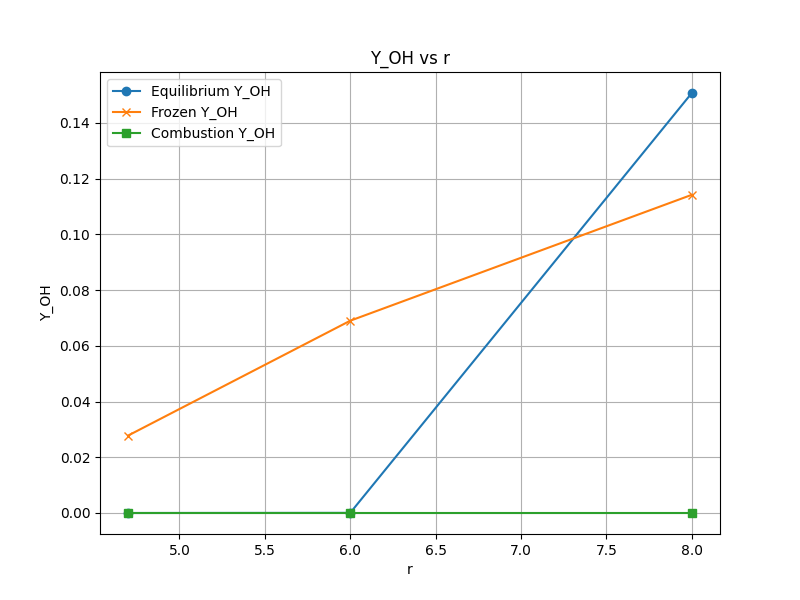 Y_OH vs r
Equilibrium Y_OH
Frozen Y_OH
Combustion Y_OH
Y_OH
0.14
0.12
0.10
0.08
0.06
0.04
0.02
0.00
5.0 5.5 6.0 6.5 7.0 7.5 8.0
r